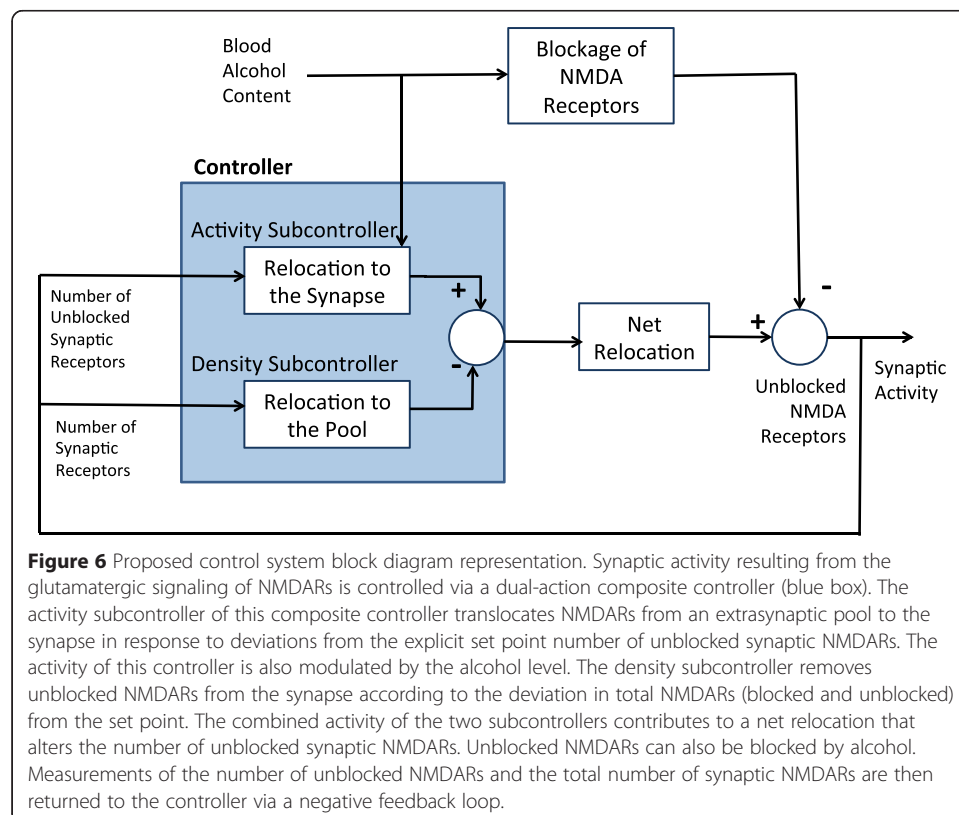 Blood
Alcohol
Content
Blockage of
NMDA
Receptors
Controller
Activity Subcontroller
Relocation to
the Synapse
Number of
Unblocked
Synaptic
Receptors
+
-
Net
Relocation
+
-
Density Subcontroller
Relocation to
the Pool
Number of
Synaptic
Receptors
Unblocked
NMDA
Receptors
Synaptic
Activity
Figure 6 Proposed control system block diagram representation. Synaptic activity resulting from the
glutamatergic signaling of NMDARs is controlled via a dual-action composite controller (blue box). The
activity subcontroller of this composite controller translocates NMDARs from an extrasynaptic pool to the
synapse in response to deviations from the explicit set point number of unblocked synaptic NMDARs. The
activity of this controller is also modulated by the alcohol level. The density subcontroller removes
unblocked NMDARs from the synapse according to the deviation in total NMDARs (blocked and unblocked)
from the set point. The combined activity of the two subcontrollers contributes to a net relocation that
alters the number of unblocked synaptic NMDARs. Unblocked NMDARs can also be blocked by alcohol.
Measurements of the number of unblocked NMDARs and the total number of synaptic NMDARs are then
returned to the controller via a negative feedback loop.